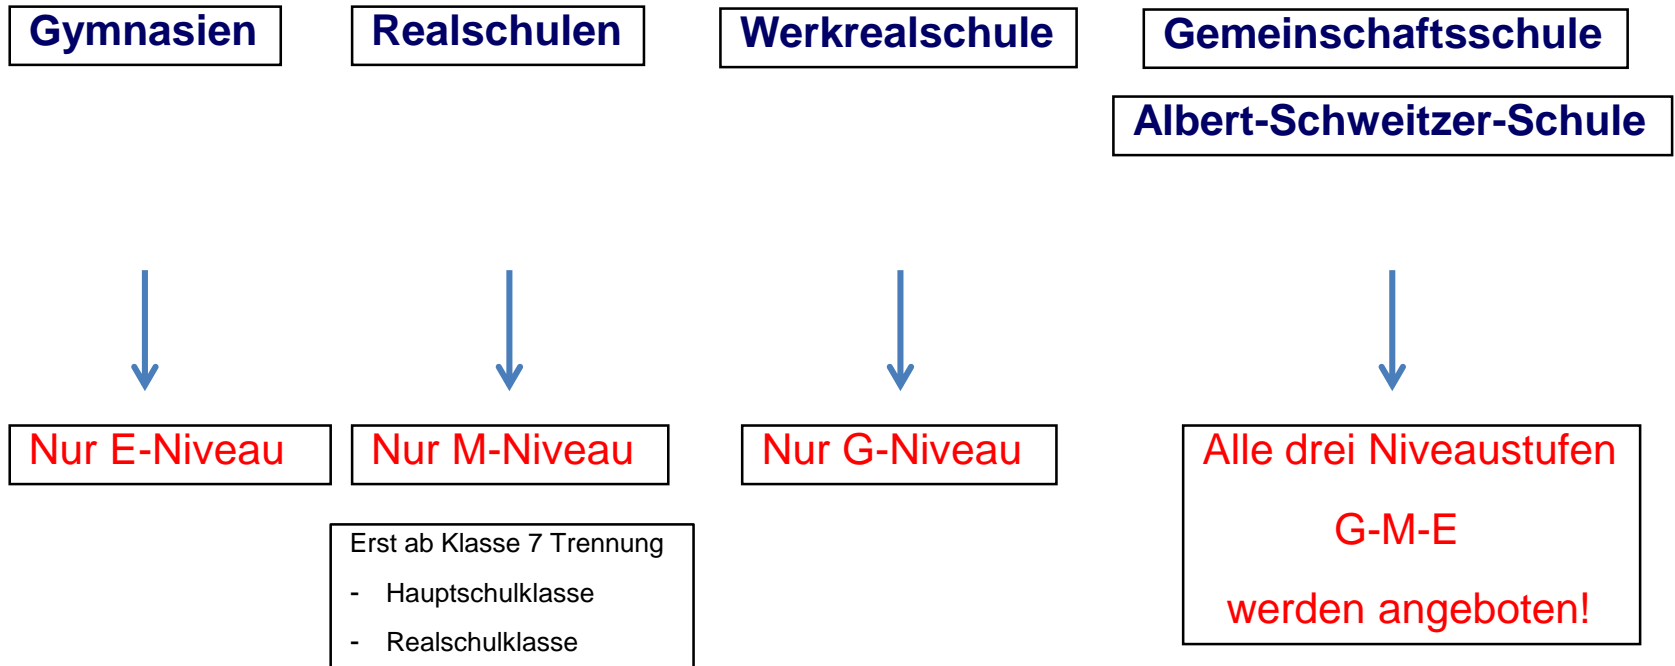 Gymnasien
Realschulen
Werkrealschule
Gemeinschaftsschule
Albert-Schweitzer-Schule
Nur E-Niveau
Nur M-Niveau
Nur G-Niveau
Alle drei Niveaustufen
G-M-E
werden angeboten!
Erst ab Klasse 7 Trennung
- Hauptschulklasse
- Realschulklasse